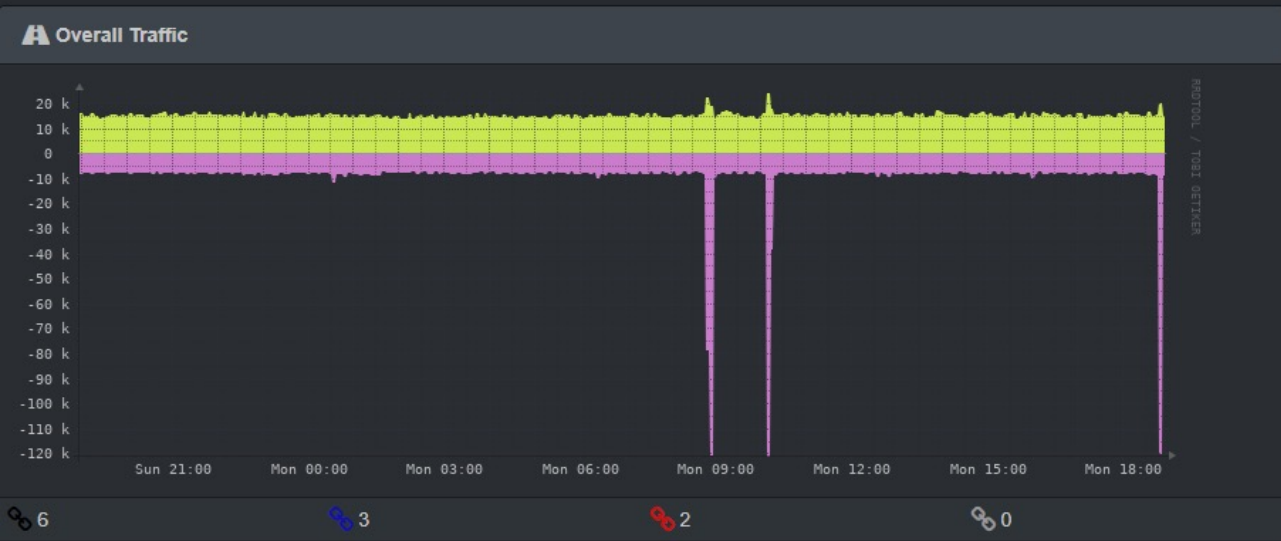 Overall Traffic
20 k
10 k
0
-10 k
-20 k
-30 k
-40 k
-50 k
-60 k
-70 k
-80 k
-90 k
-100 k
-110 k
-120 k
Sun 21:00 Mon 00:00 Mon 03:00 Mon 06:00 Mon 09:00 Mon 12:00 Mon 15:00 Mon 18:00
RRDTOOL / TOBI OETIKER
6 3 2 0